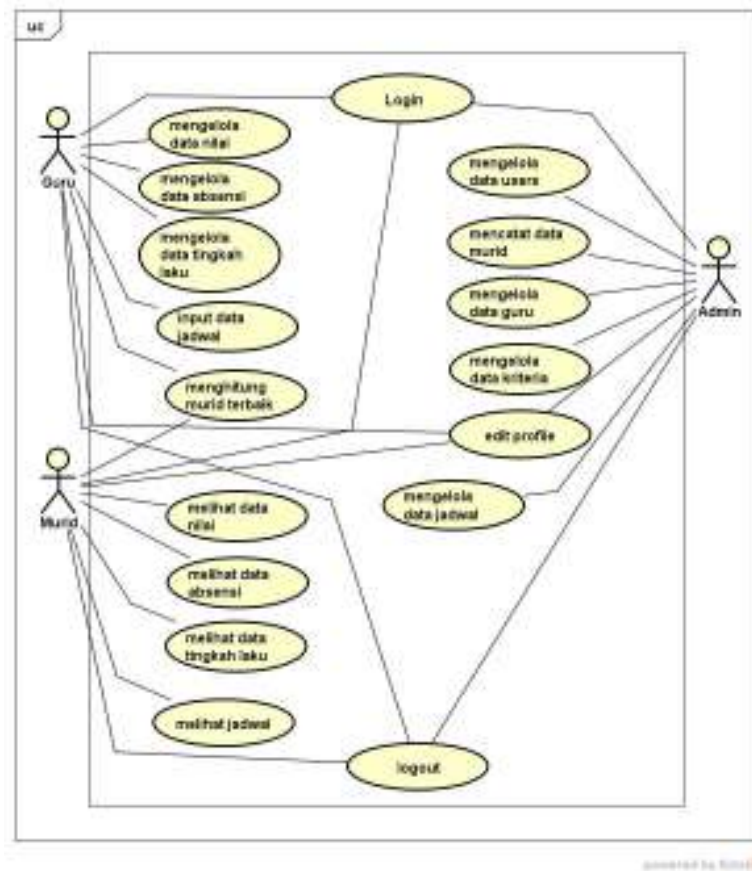 uc
Login
mengelola
data nilai
mengelola
data absensi
mengelola
data tingkah
laku
input data
jadwal
menghitung
murid terbaik
Guru
mengelola
data users
mencatat data
murid
mengelola
data guru
mengelola
data kriteria
edit profile
mengelola
data jadwal
Admin
Murid
melihat data
nilai
melihat data
absensi
melihat data
tingkah laku
melihat jadwal
logout
powered by